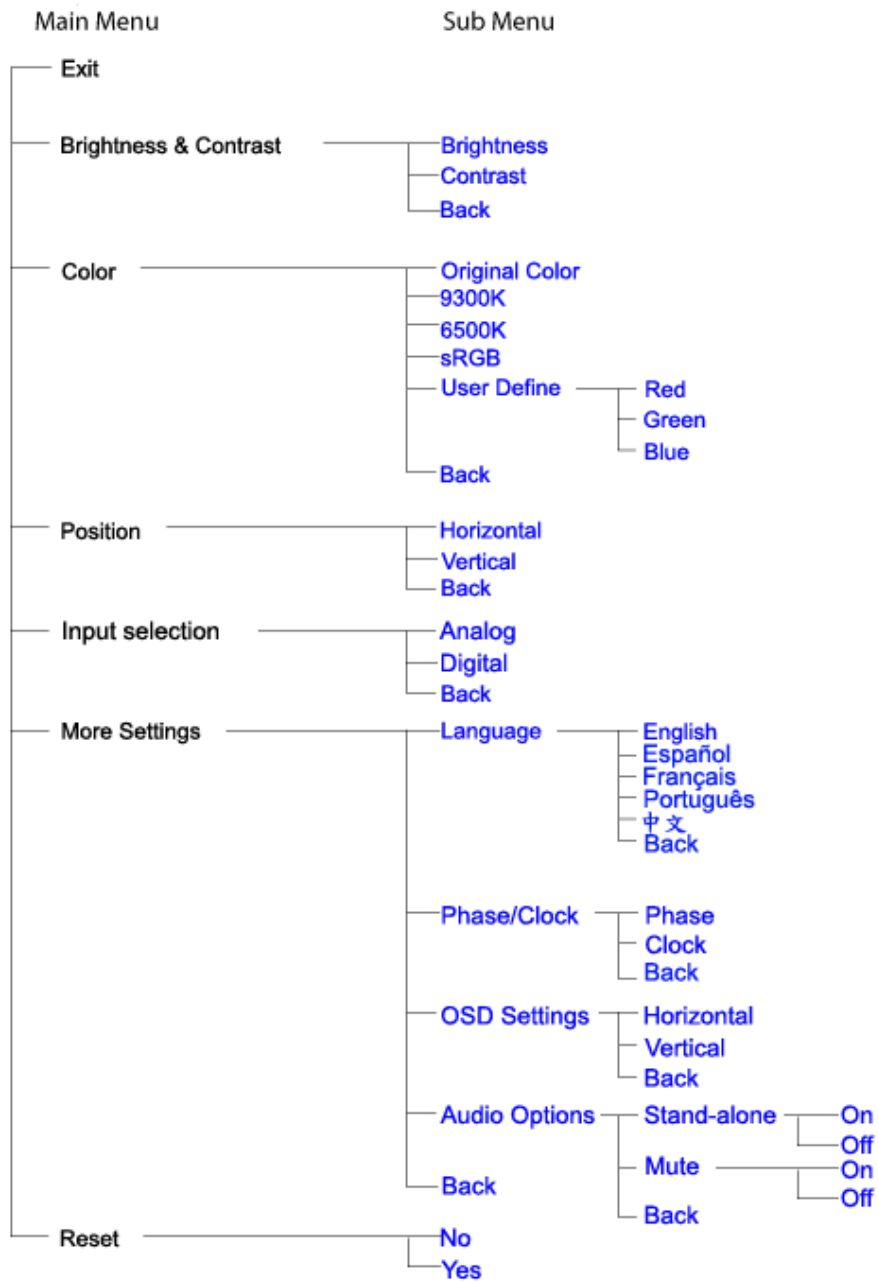 Main Menu Sub Menu
Exit
Brightness & Contrast Brightness
Contrast
Back
Color Original Color
9300K
6500K
sRGB
User Define Red
Green
Blue
Back
Position Horizontal
Vertical
Back
Input selection Analog
Digital
Back
More Settings Language English
Español
Français
Português
中文
Back
Phase/Clock Phase
Clock
Back
OSD Settings Horizontal
Vertical
Back
Audio Options Stand-alone On
Off
Mute On
Off
Back Back
Reset No
Yes